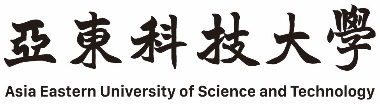 亞東科技大學
Asia Eastern University of Science and Technology